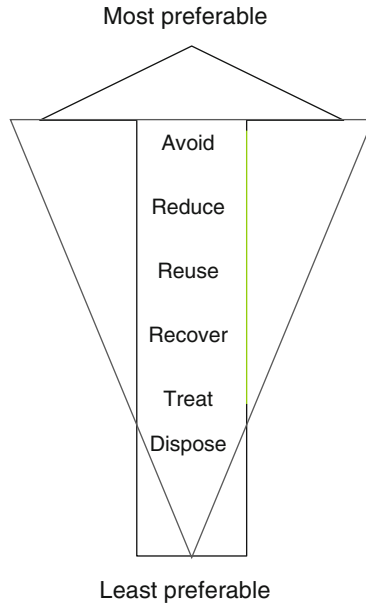 Most preferable
Avoid
Reduce
Reuse
Recover
Treat
Dispose
Least preferable